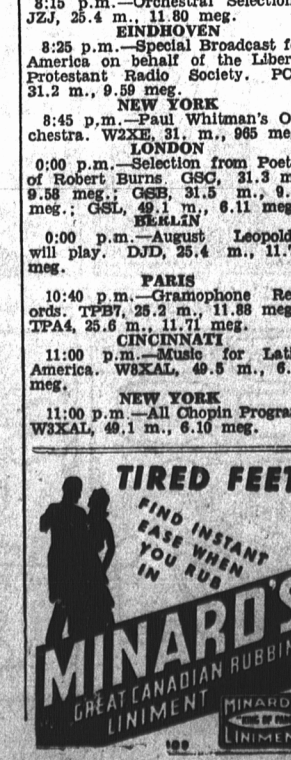 8:15 p.m.—Orchestral Selection
JZJ, 25.4 m., 11.80 meg.
EINDHOVEN
8:25 p.m.—Special Broadcast f
America on behalf of the Liber
Protestant Radio Society. PC
31.2 m., 9.59 meg.
NEW YORK
8:45 p.m.—Paul Whitman's O
chestra. W2XE, 31. m., 965 me
LONDON
0:00 p.m.—Selection from Poet
of Robert Burns. GSC, 31.3 m
9.58 meg.; GSB, 31.5 m., 9.
meg.; GSL, 49.1 m., 6.11 meg
BERLIN
0:00 p.m.—August Leopold
will play. DJD, 25.4 m., 11.
meg.
PARIS
10:40 p.m.—Gramophone Re
ords. TPB7, 25.2 m., 11.88 meg
TPA4, 25.6 m., 11.71 meg.
CINCINNATI
11:00 p.m.—Music for Lati
America. W8XAL, 49.5 m., 6.
meg.
NEW YORK
11:00 p.m.—All Chopin Progra
W3XAL, 49.1 m., 6.10 meg.
TIRED FEET
FIND INSTANT
EASE WHEN
YOU RUB
IN
MINARD'S
GREAT CANADIAN RUBBIN
LINIMENT
MINARD
KING OF PAIN
LINIMEN